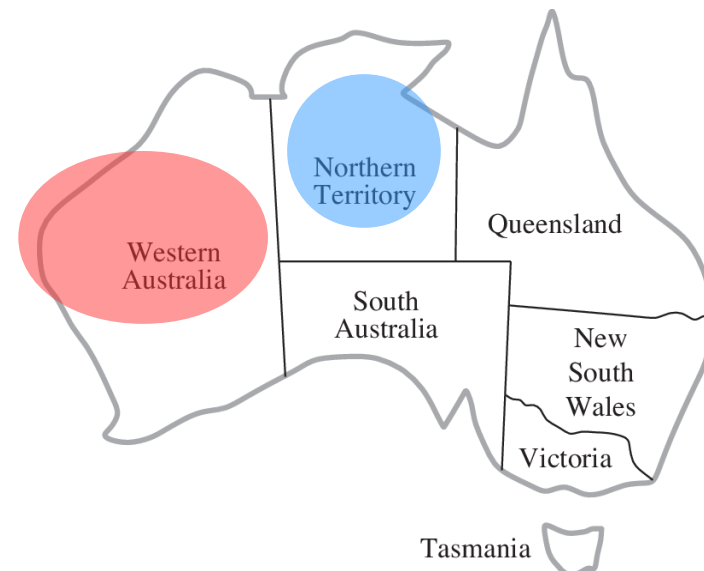 Northern
Territory
Western
Australia
Queensland
South
Australia
New
South
Wales
Victoria
Tasmania